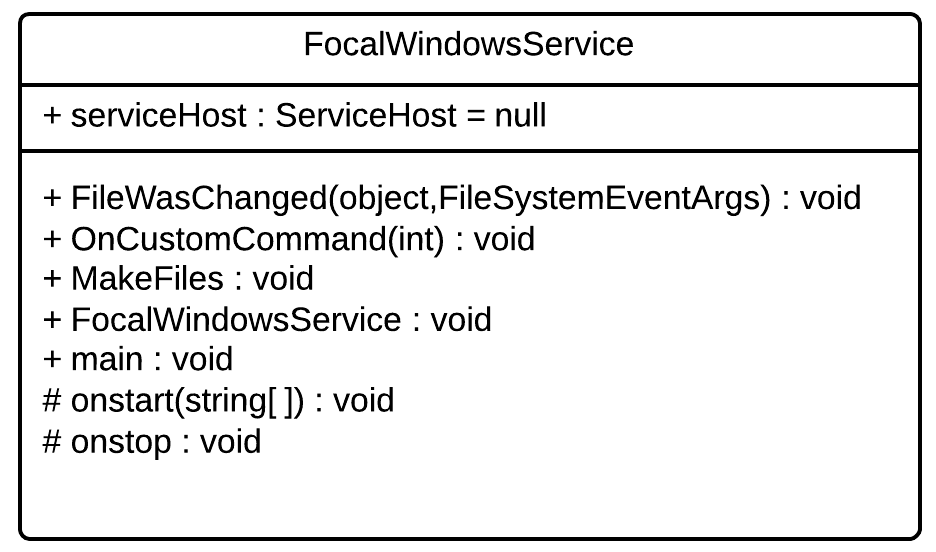 FocalWindowsService
+ serviceHost : ServiceHost = null
+ FileWasChanged(object,FileSystemEventArgs) : void
+ OnCustomCommand(int) : void
+ MakeFiles : void
+ FocalWindowsService : void
+ main : void
# onstart(string[ ]) : void
# onstop : void